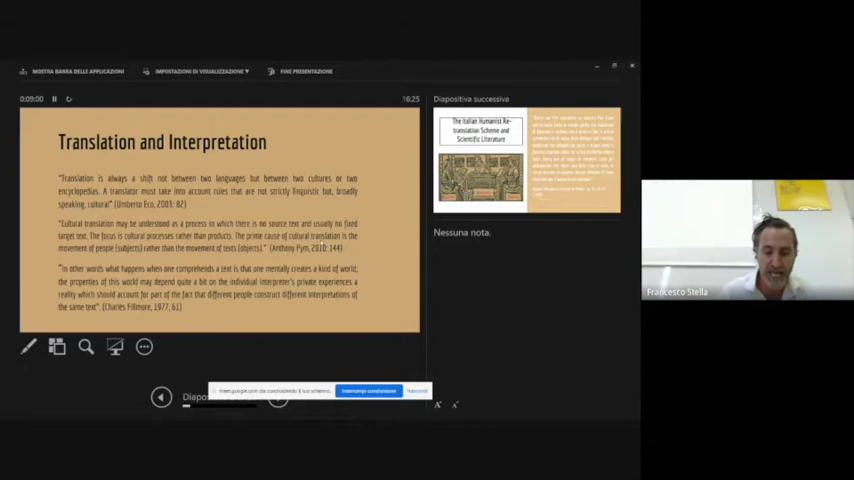 MOSTRA BARRA DELLE APPLICAZIONI
IMPOSTAZIONI DI VISUALIZZAZIONE ▼
FINE PRESENTAZIONE
0:09:00
16:25
Translation and Interpretation
"Translation is always a shift not between two languages but between two cultures or two
encyclopedias. A translator must take into account rules that are not strictly linguistic but, broadly
speaking, cultural" (Umberto Eco, 2003: 82)
"Cultural translation may be understood as a process in which there is no source text and usually no fixed
target text. The focus is cultural processes rather than products. The prime cause of cultural translation is the
movement of people (subjects) rather than the movement of texts (objects)." (Anthony Pym, 2010: 144)
"In other words what happens when one comprehends a text is that one mentally creates a kind of world;
the properties of this world may depend quite a bit on the individual interpreter's private experiences a
reality which should account for part of the fact that different people construct different interpretations of
the same text". (Charles Fillmore, 1977, 61)
Diapositiva successiva
The Italian Humanist Re-
translation Scheme and
Scientific Literature
Nessuna nota.
Francesco Stella
Diapos
meet.google.com sta condividendo il tuo schermo.
Interrompi condivisione
Nascondi
A
A